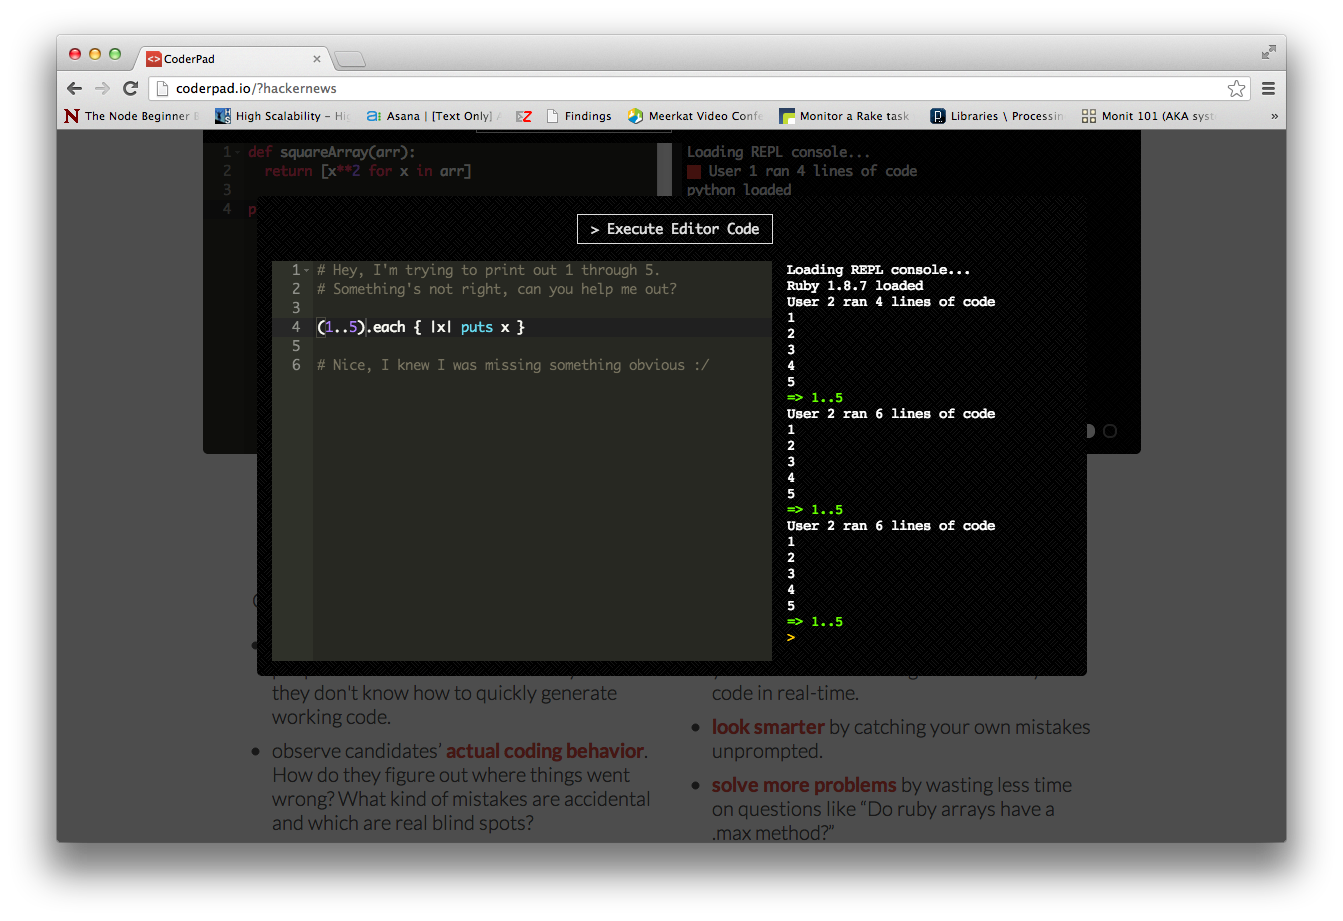 CoderPad
coderpad.io/?hackernews
The Node Beginner
High Scalability – Hi
Asana | [Text Only]
EZ
Findings
Meerkat Video Conf
Monitor a Rake task
Libraries \ Processin
Monit 101 (AKA syst
»
1 def squareArray(arr):
2 return [x**2 for x in arr]
3
4 p
Loading REPL console...
User 1 ran 4 lines of code
python loaded
> Execute Editor Code
1 # Hey, I'm trying to print out 1 through 5.
2 # Something's not right, can you help me out?
3
4 (1..5).each { |x| puts x }
5
6 # Nice, I knew I was missing something obvious :/
Loading REPL console...
Ruby 1.8.7 loaded
User 2 ran 4 lines of code
1
2
3
4
5
=> 1..5
User 2 ran 6 lines of code
1
2
3
4
5
=> 1..5
User 2 ran 6 lines of code
1
2
3
4
5
=> 1..5
>
they don't know how to quickly generate
working code.
• observe candidates’ actual coding behavior.
How do they figure out where things went
wrong? What kind of mistakes are accidental
and which are real blind spots?
code in real-time.
• look smarter by catching your own mistakes
unprompted.
• solve more problems by wasting less time
on questions like “Do ruby arrays have a
.max method?”